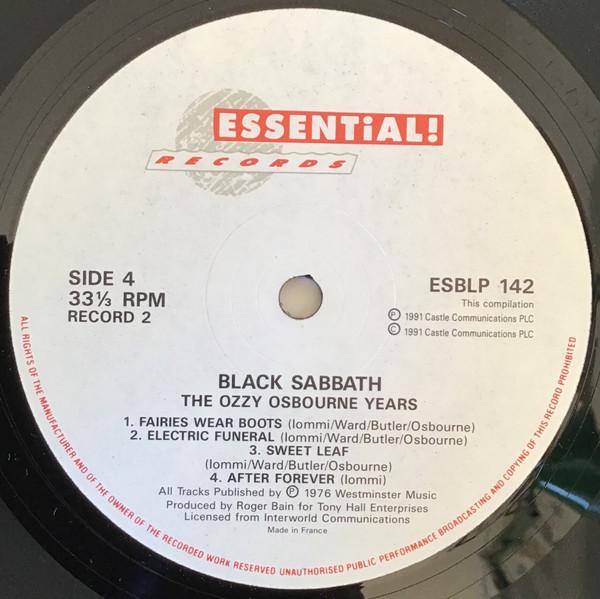 ESSENTiAL!
RECORDS
SIDE 4
33⅓ RPM
RECORD 2
ESBLP 142
This compilation
Ⓟ 1991 Castle Communications PLC
© 1991 Castle Communications PLC
BLACK SABBATH
THE OZZY OSBOURNE YEARS
1. FAIRIES WEAR BOOTS (Iommi/Ward/Butler/Osbourne)
2. ELECTRIC FUNERAL (Iommi/Ward/Butler/Osbourne)
3. SWEET LEAF
(Iommi/Ward/Butler/Osbourne)
4. AFTER FOREVER (Iommi)
All Tracks Published by Ⓟ 1976 Westminster Music
Produced by Roger Bain for Tony Hall Enterprises
Licensed from Interworld Communications
Made in France
ALL RIGHTS OF THE MANUFACTURER AND OF THE OWNER OF THE RECORDED WORK RESERVED UNAUTHORISED PUBLIC PERFORMANCE BROADCASTING AND COPYING OF THIS RECORD PROHIBITED